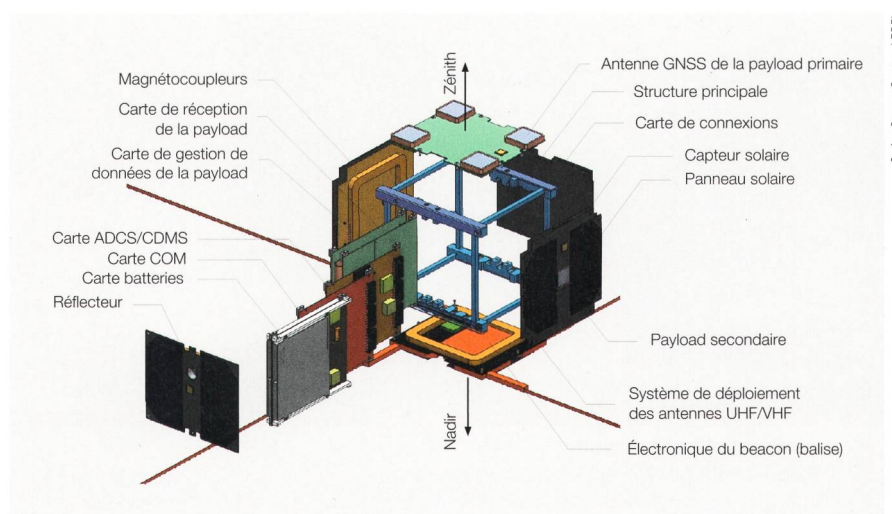 Zénith
Antenne GNSS de la payload primaire
Structure principale
Carte de connexions
Capteur solaire
Panneau solaire
Magnétocoupleurs
Carte de réception
de la payload
Carte de gestion de
données de la payload
Carte ADCS/CDMS
Carte COM
Carte batteries
Réflecteur
Payload secondaire
Système de déploiement
des antennes UHF/VHF
Électronique du beacon (balise)
Nadir